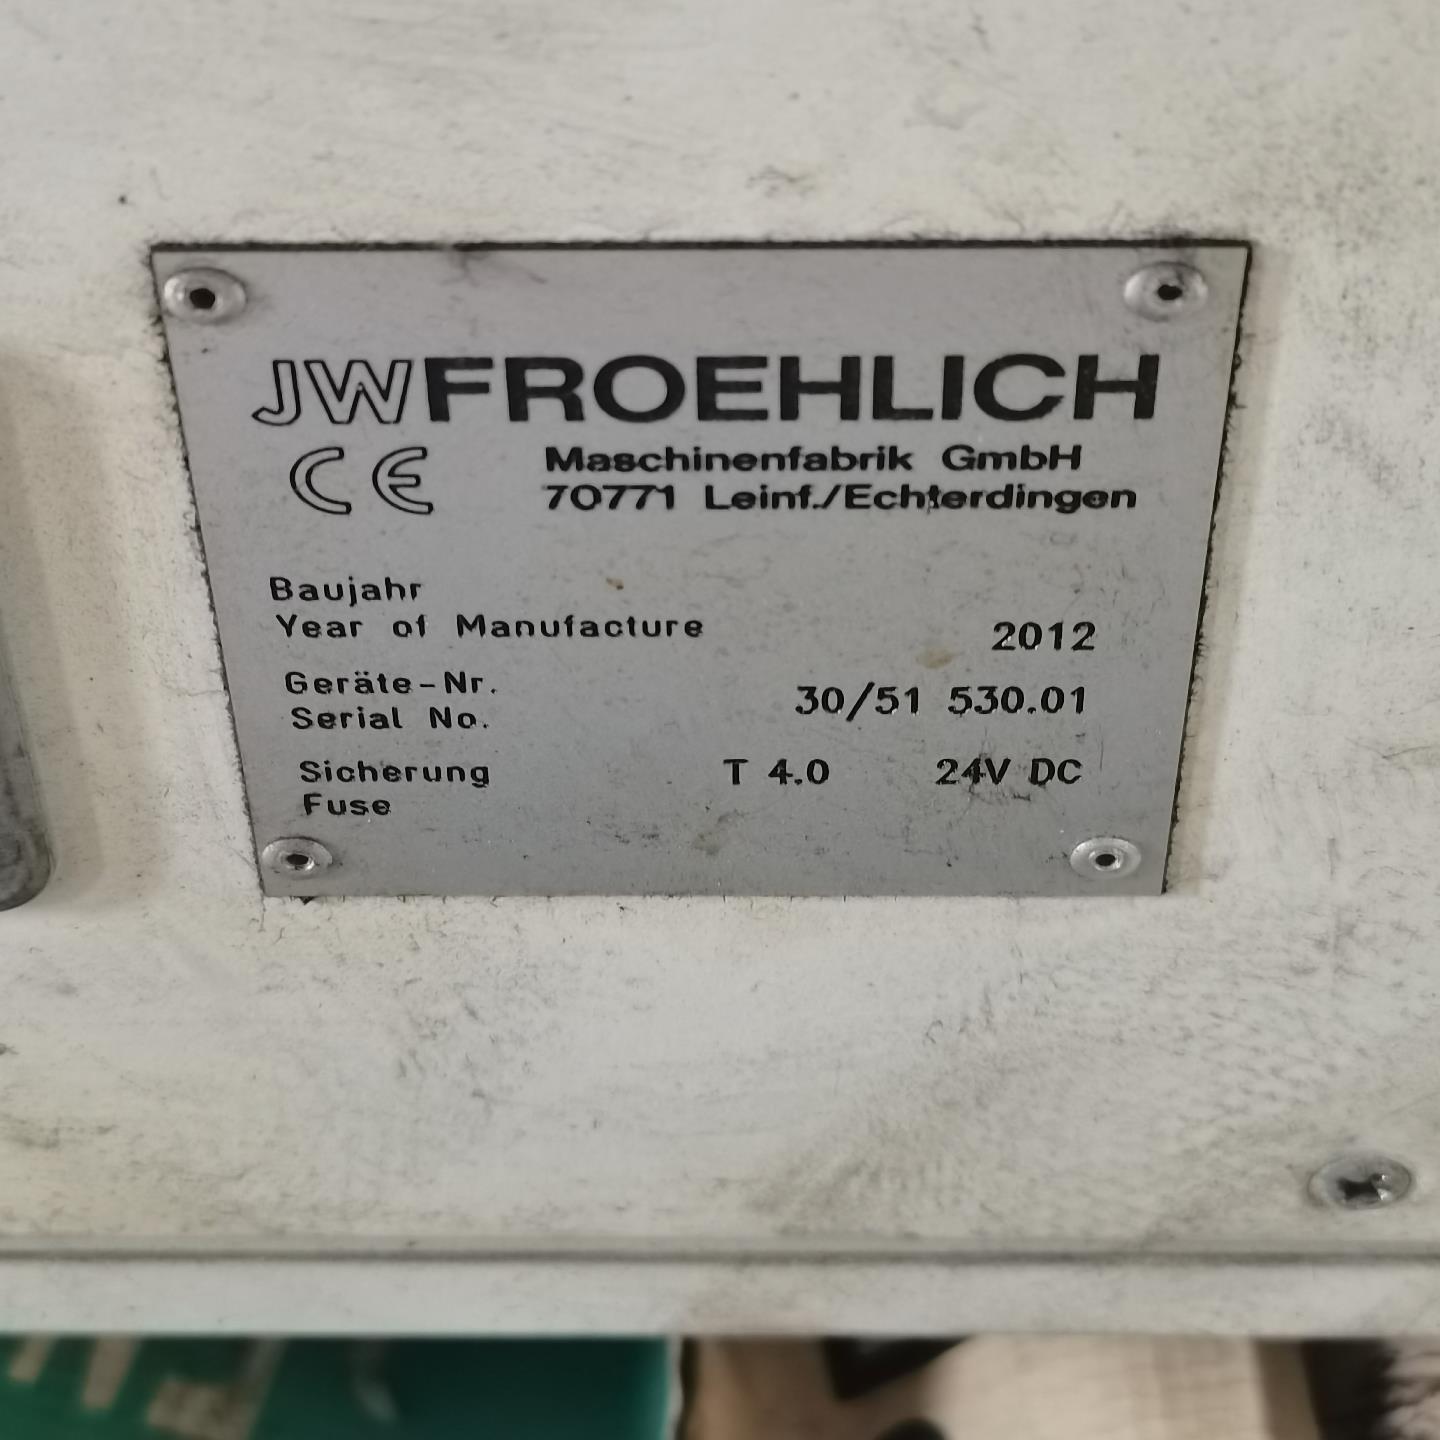 JWFROEHLICH
CE
Maschinenfabrik GmbH
70771 Leinf./Echterdingen
Baujahr
Year of Manufacture 2012
Geräte-Nr.
Serial No. 30/51 530.01
Sicherung T 4.0 24V DC
Fuse